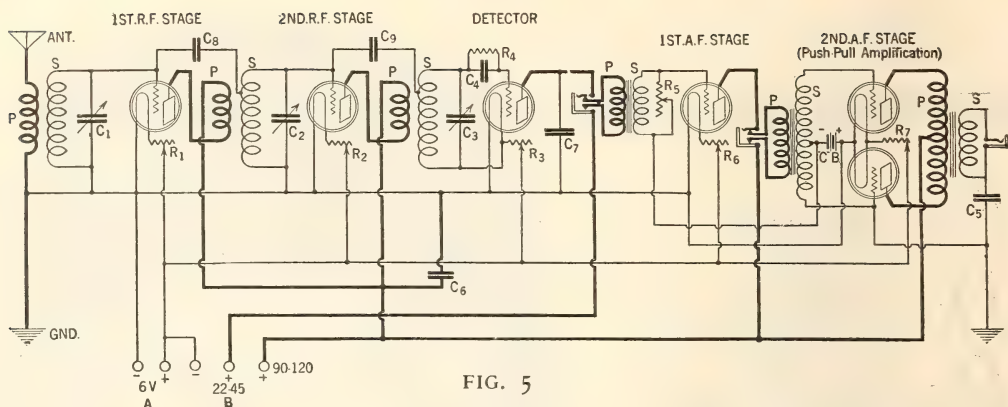 1ST. R.F. STAGE
2ND. R.F. STAGE
DETECTOR
1ST. A.F. STAGE
2ND. A.F. STAGE
(Push-Pull Amplification)
ANT.
P
S
C1
R1
C8
P
S
C2
R2
C9
P
S
R4
C4
C3
R3
C7
P
S
R5
R6
P
S
- +
C B
R7
P
S
C5
C6
GND.
- + - + +
6V 22-45 90-120
A B
FIG. 5